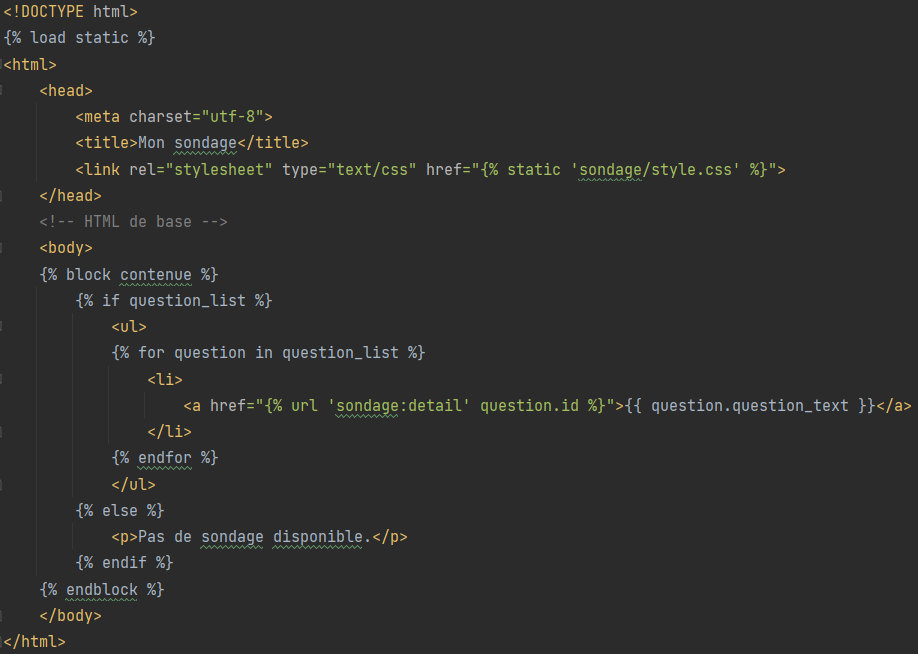 <!DOCTYPE html>
{% load static %}
<html>
    <head>
        <meta charset="utf-8">
        <title>Mon sondage</title>
        <link rel="stylesheet" type="text/css" href="{% static 'sondage/style.css' %}">
    </head>
    <!-- HTML de base -->
    <body>
    {% block contenue %}
        {% if question_list %}
            <ul>
            {% for question in question_list %}
                <li>
                    <a href="{% url 'sondage:detail' question.id %}">{{ question.question_text }}</a>
                </li>
            {% endfor %}
            </ul>
        {% else %}
            <p>Pas de sondage disponible.</p>
        {% endif %}
    {% endblock %}
    </body>
</html>